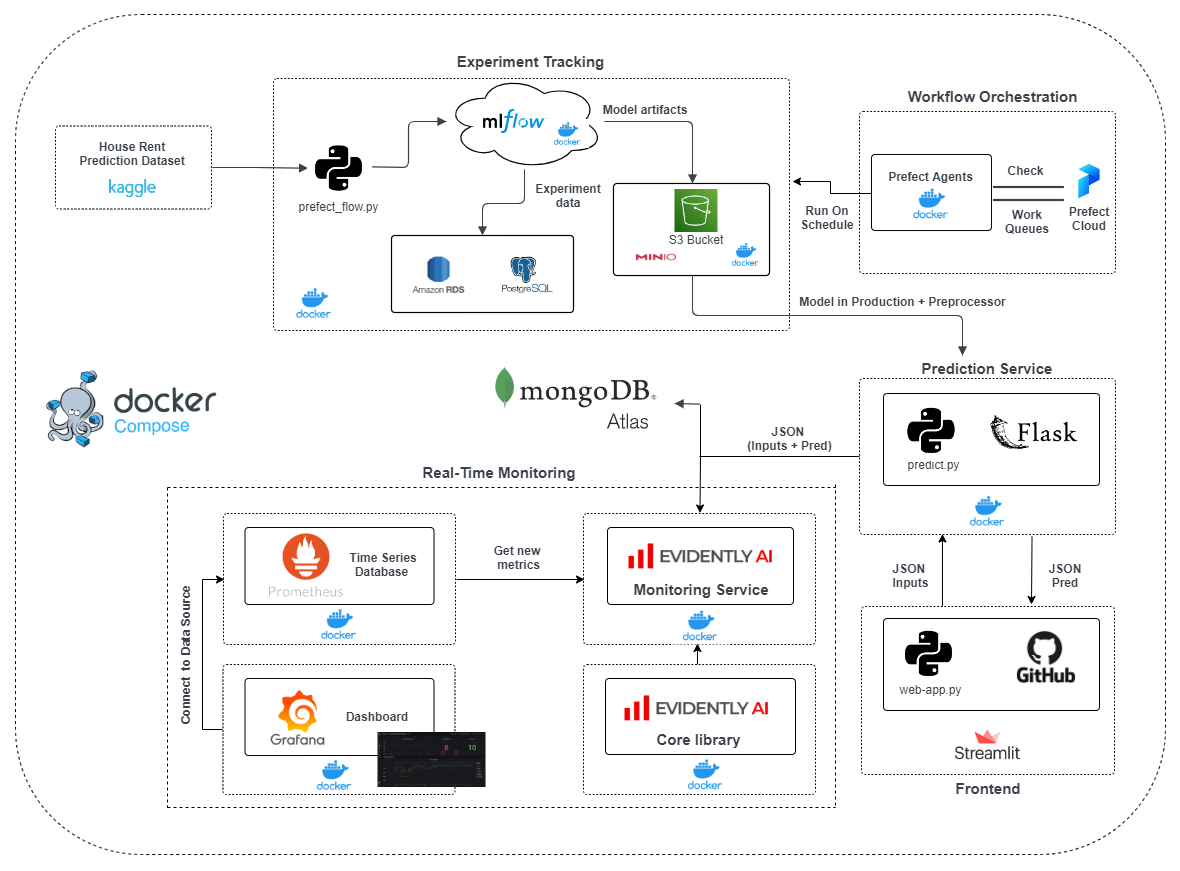 Experiment Tracking
Workflow Orchestration
House Rent
Prediction Dataset
kaggle
prefect_flow.py
mlflow
docker
Model artifacts
Experiment
data
S3 Bucket
MINIO
docker
Amazon RDS
PostgreSQL
docker
Prefect Agents
docker
Check
Work
Queues
Prefect
Cloud
Run On
Schedule
Model in Production + Preprocessor
docker
Compose
mongoDB®
Atlas
JSON
(Inputs + Pred)
Prediction Service
predict.py
Flask
docker
Real-Time Monitoring
Prometheus
Time Series
Database
docker
Get new
metrics
EVIDENTLY AI
Monitoring Service
docker
Connect to Data Source
Grafana
Dashboard
docker
8
10
EVIDENTLY AI
Core library
docker
JSON
Inputs
JSON
Pred
web-app.py
GitHub
Streamlit
Frontend